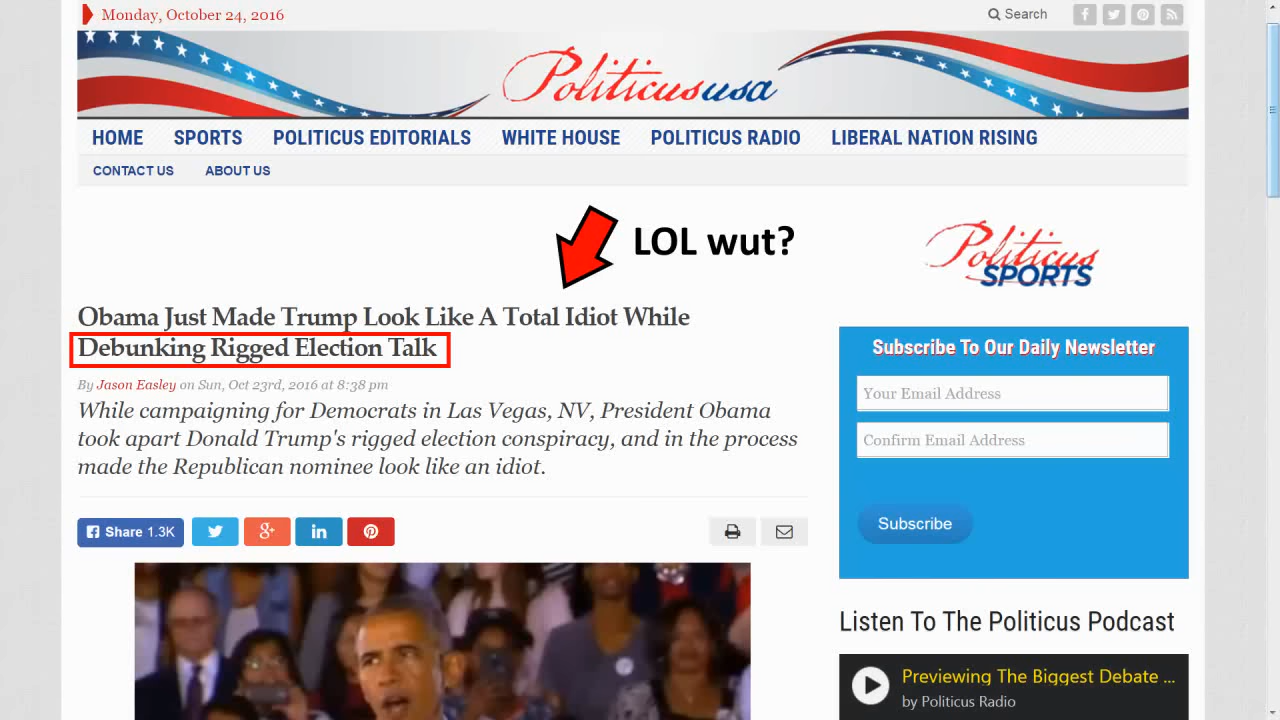 Monday, October 24, 2016
Search
Politicususa
HOME SPORTS POLITICUS EDITORIALS WHITE HOUSE POLITICUS RADIO LIBERAL NATION RISING
CONTACT US ABOUT US
LOL wut?
Politicus
SPORTS
Obama Just Made Trump Look Like A Total Idiot While
Debunking Rigged Election Talk
By Jason Easley on Sun, Oct 23rd, 2016 at 8:38 pm
While campaigning for Democrats in Las Vegas, NV, President Obama
took apart Donald Trump's rigged election conspiracy, and in the process
made the Republican nominee look like an idiot.
Share 1.3K
Subscribe To Our Daily Newsletter
Your Email Address
Confirm Email Address
Subscribe
Listen To The Politicus Podcast
Previewing The Biggest Debate ...
by Politicus Radio